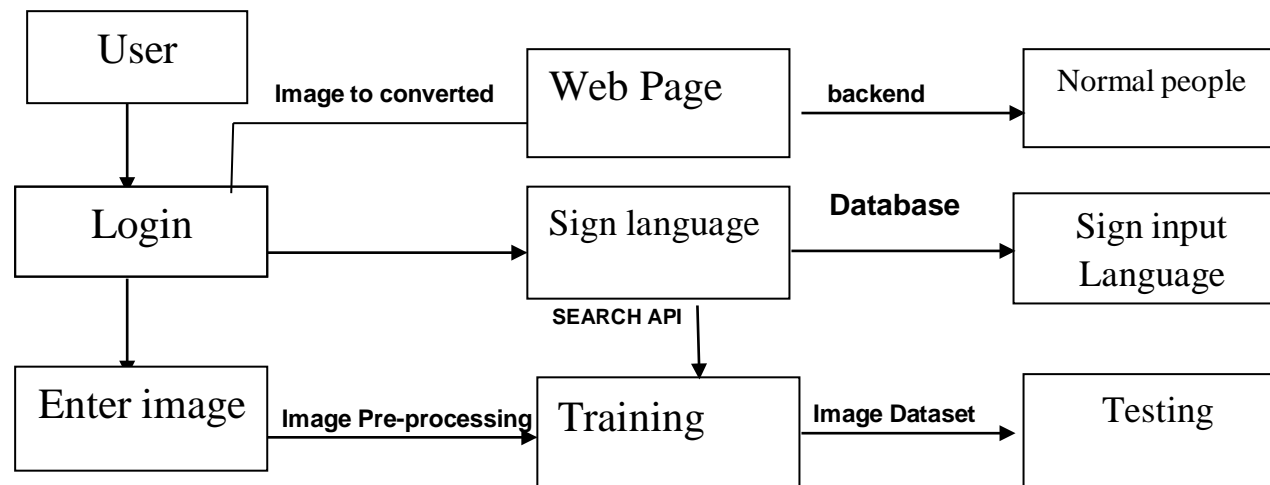 User
Image to converted
Web Page
backend
Normal people
Login
Sign language
Database
Sign input
Language
SEARCH API
Enter image
Image Pre-processing
Training
Image Dataset
Testing